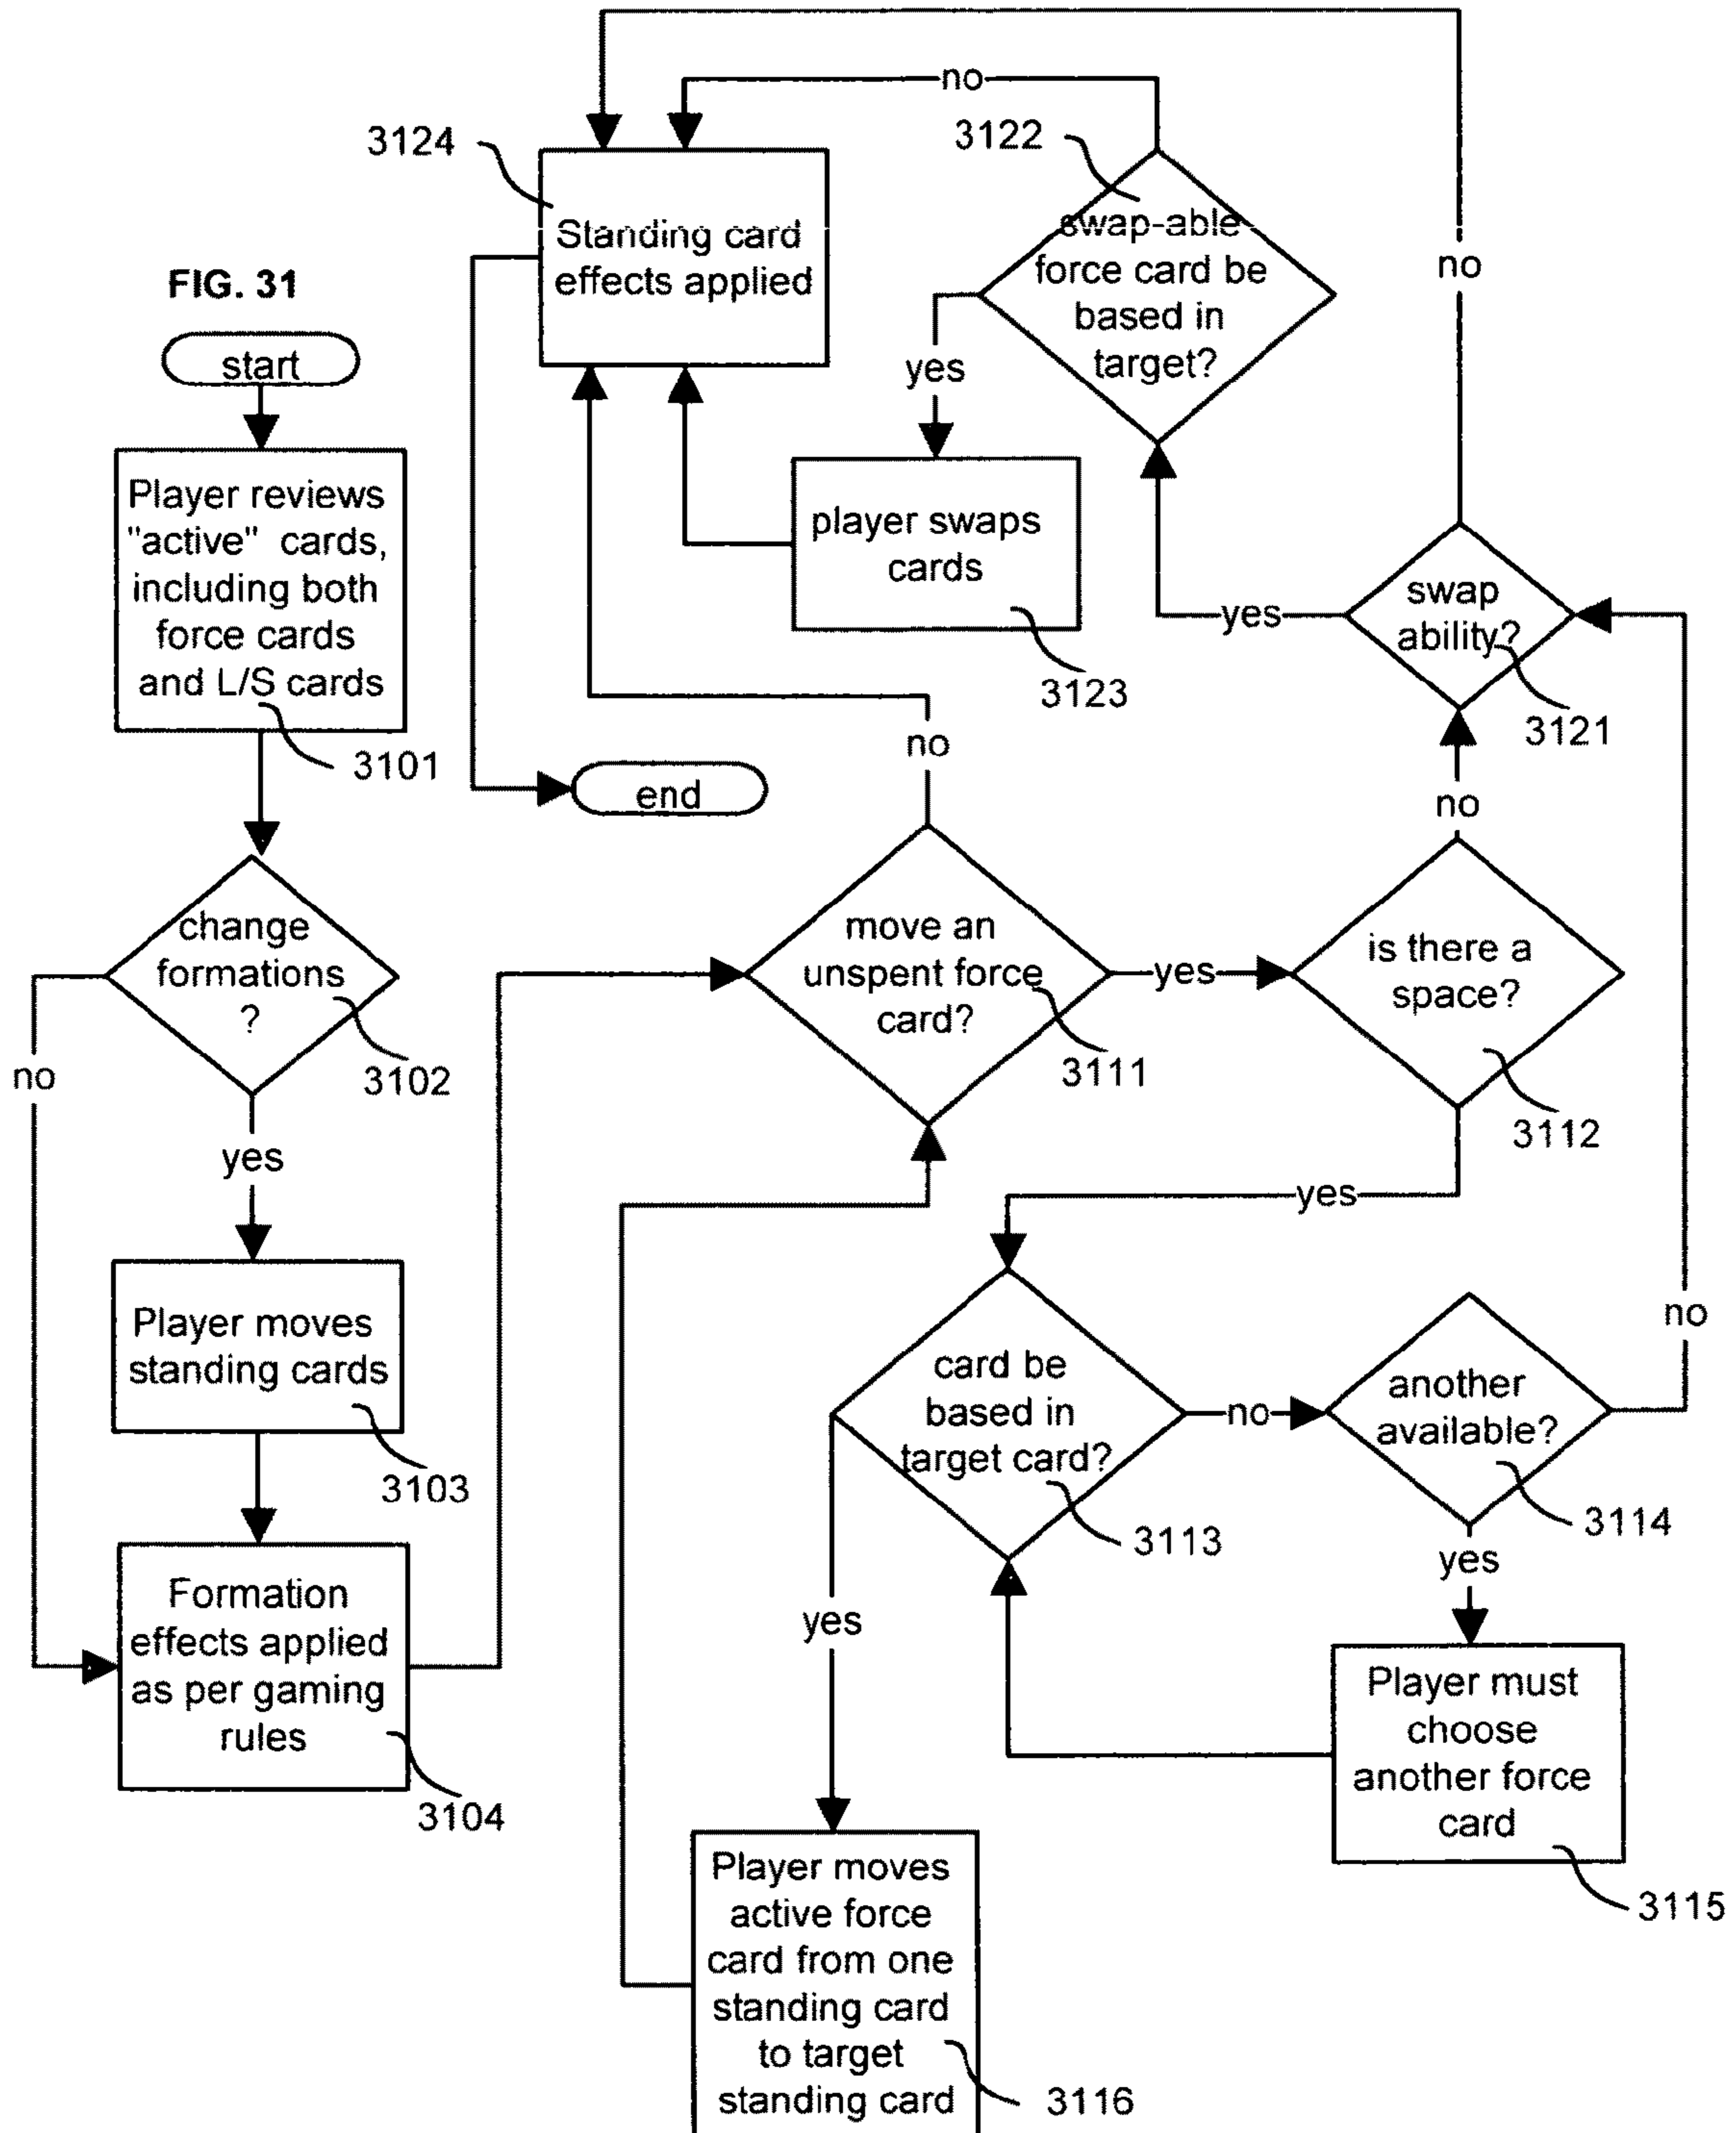 FIG. 31
start
Player reviews
"active" cards,
including both
force cards
and L/S cards
3101
change
formations
?
3102
no
yes
Player moves
standing cards
3103
Formation
effects applied
as per gaming
rules
3104
3124
Standing card
effects applied
end
no
3122
swap-able
force card be
based in
target?
yes
player swaps
cards
3123
no
swap
ability?
3121
yes
no
no
move an
unspent force
card?
3111
yes
is there a
space?
3112
yes
card be
based in
target card?
3113
no
another
available?
3114
no
yes
Player must
choose
another force
card
3115
yes
Player moves
active force
card from one
standing card
to target
standing card
3116